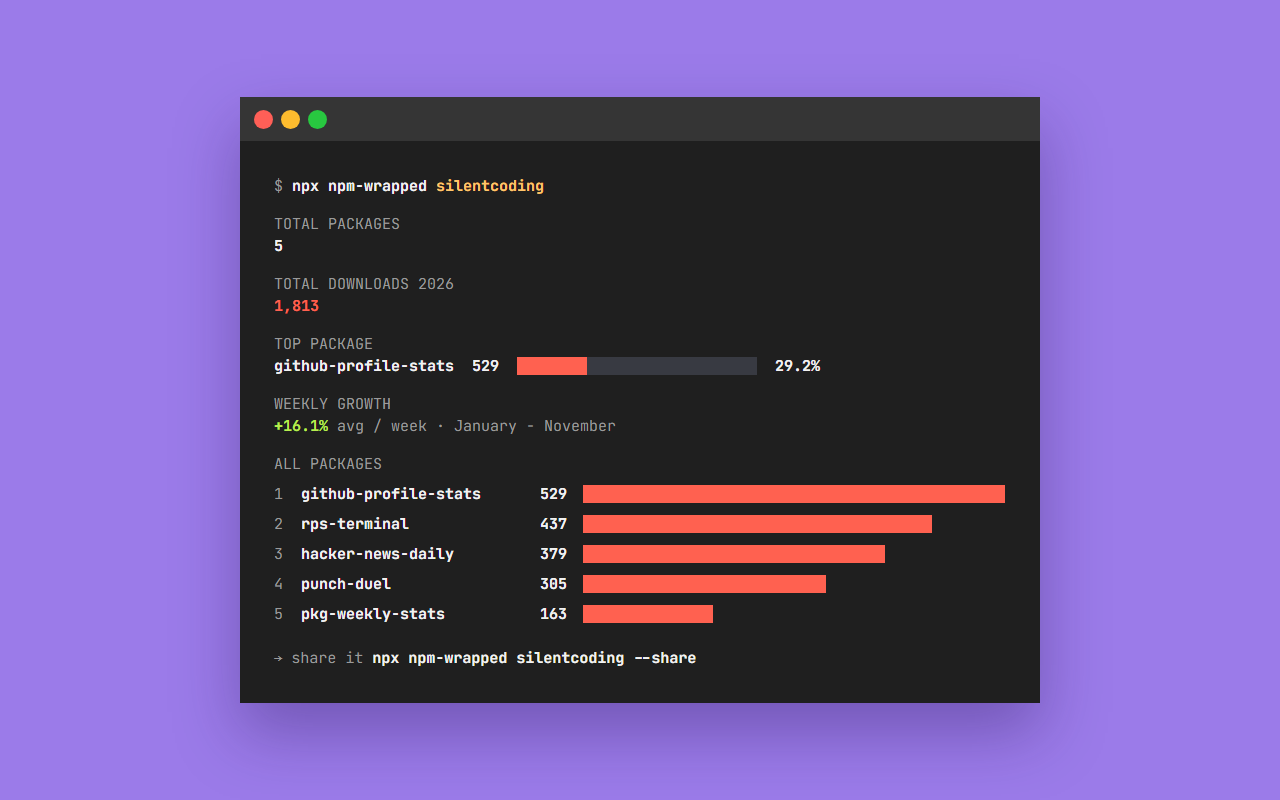 $ npx npm-wrapped silentcoding
TOTAL PACKAGES
5
TOTAL DOWNLOADS 2026
1,813
TOP PACKAGE
github-profile-stats 529 29.2%
WEEKLY GROWTH
+16.1% avg / week · January - November
ALL PACKAGES
1 github-profile-stats 529
2 rps-terminal 437
3 hacker-news-daily 379
4 punch-duel 305
5 pkg-weekly-stats 163
→ share it npx npm-wrapped silentcoding --share